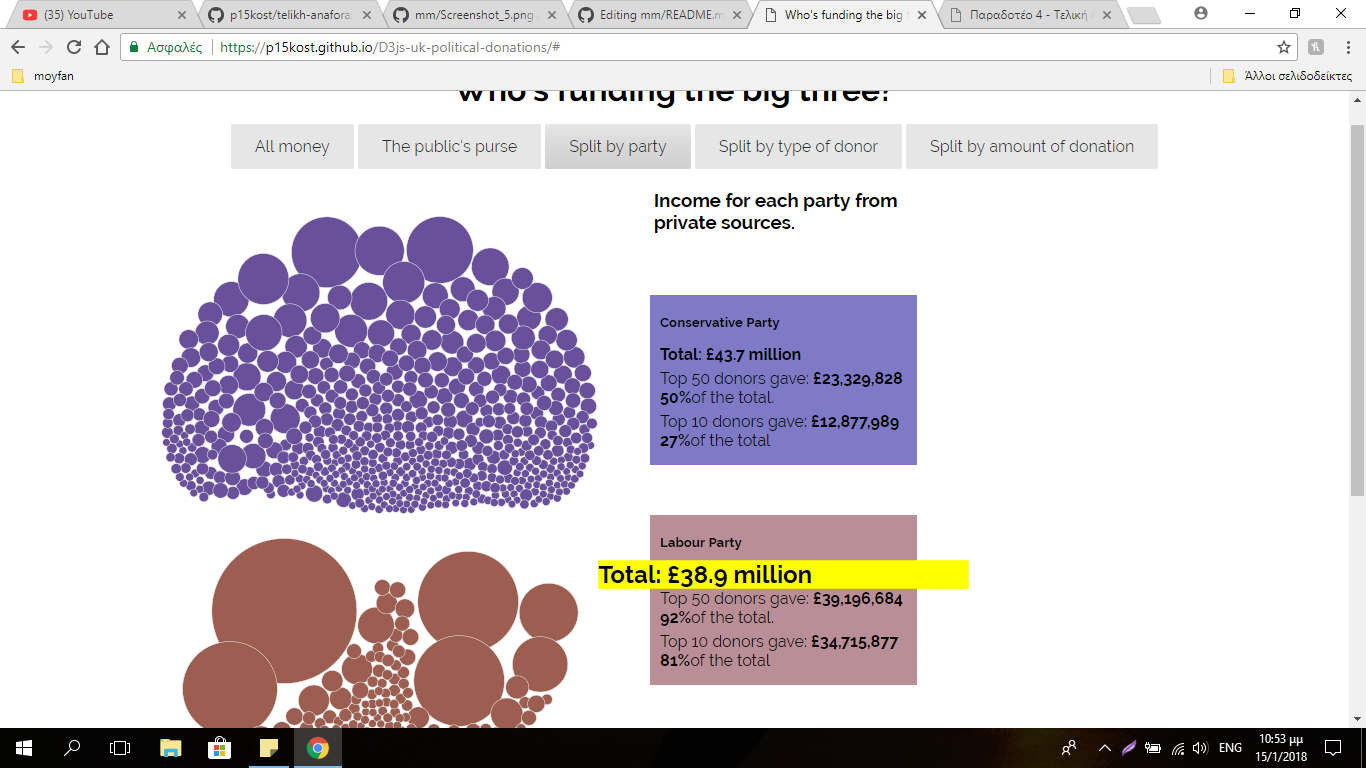 (35) YouTube
p15kost/telikh-anafora
mm/Screenshot_5.png
Editing mm/README.m
Who's funding the big
Παραδοτέο 4 - Τελική
Ασφαλές
https://p15kost.github.io/D3js-uk-political-donations/#
moyfan
Άλλοι σελιδοδείκτες
Who's funding the big three?
All money
The public's purse
Split by party
Split by type of donor
Split by amount of donation
Income for each party from
private sources.
Conservative Party
Total: £43.7 million
Top 50 donors gave: £23,329,828
50%of the total.
Top 10 donors gave: £12,877,989
27%of the total
Labour Party
Total: £38.9 million
Top 50 donors gave: £39,196,684
92%of the total.
Top 10 donors gave: £34,715,877
81%of the total
ENG
10:53 μμ
15/1/2018